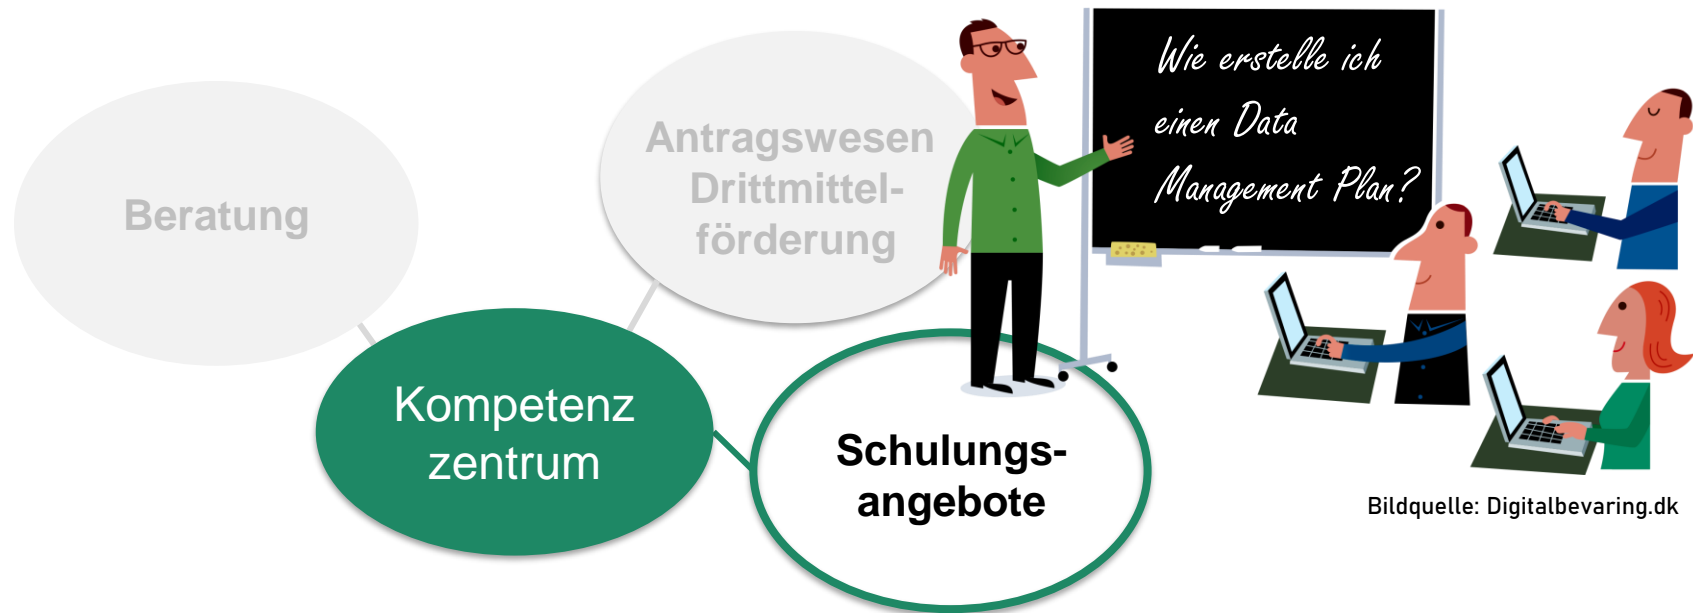 Beratung
Antragswesen
Drittmittel-
förderung
Wie erstelle ich
einen Data
Management Plan?
Kompetenz
zentrum
Schulungs-
angebote
Bildquelle: Digitalbevaring.dk